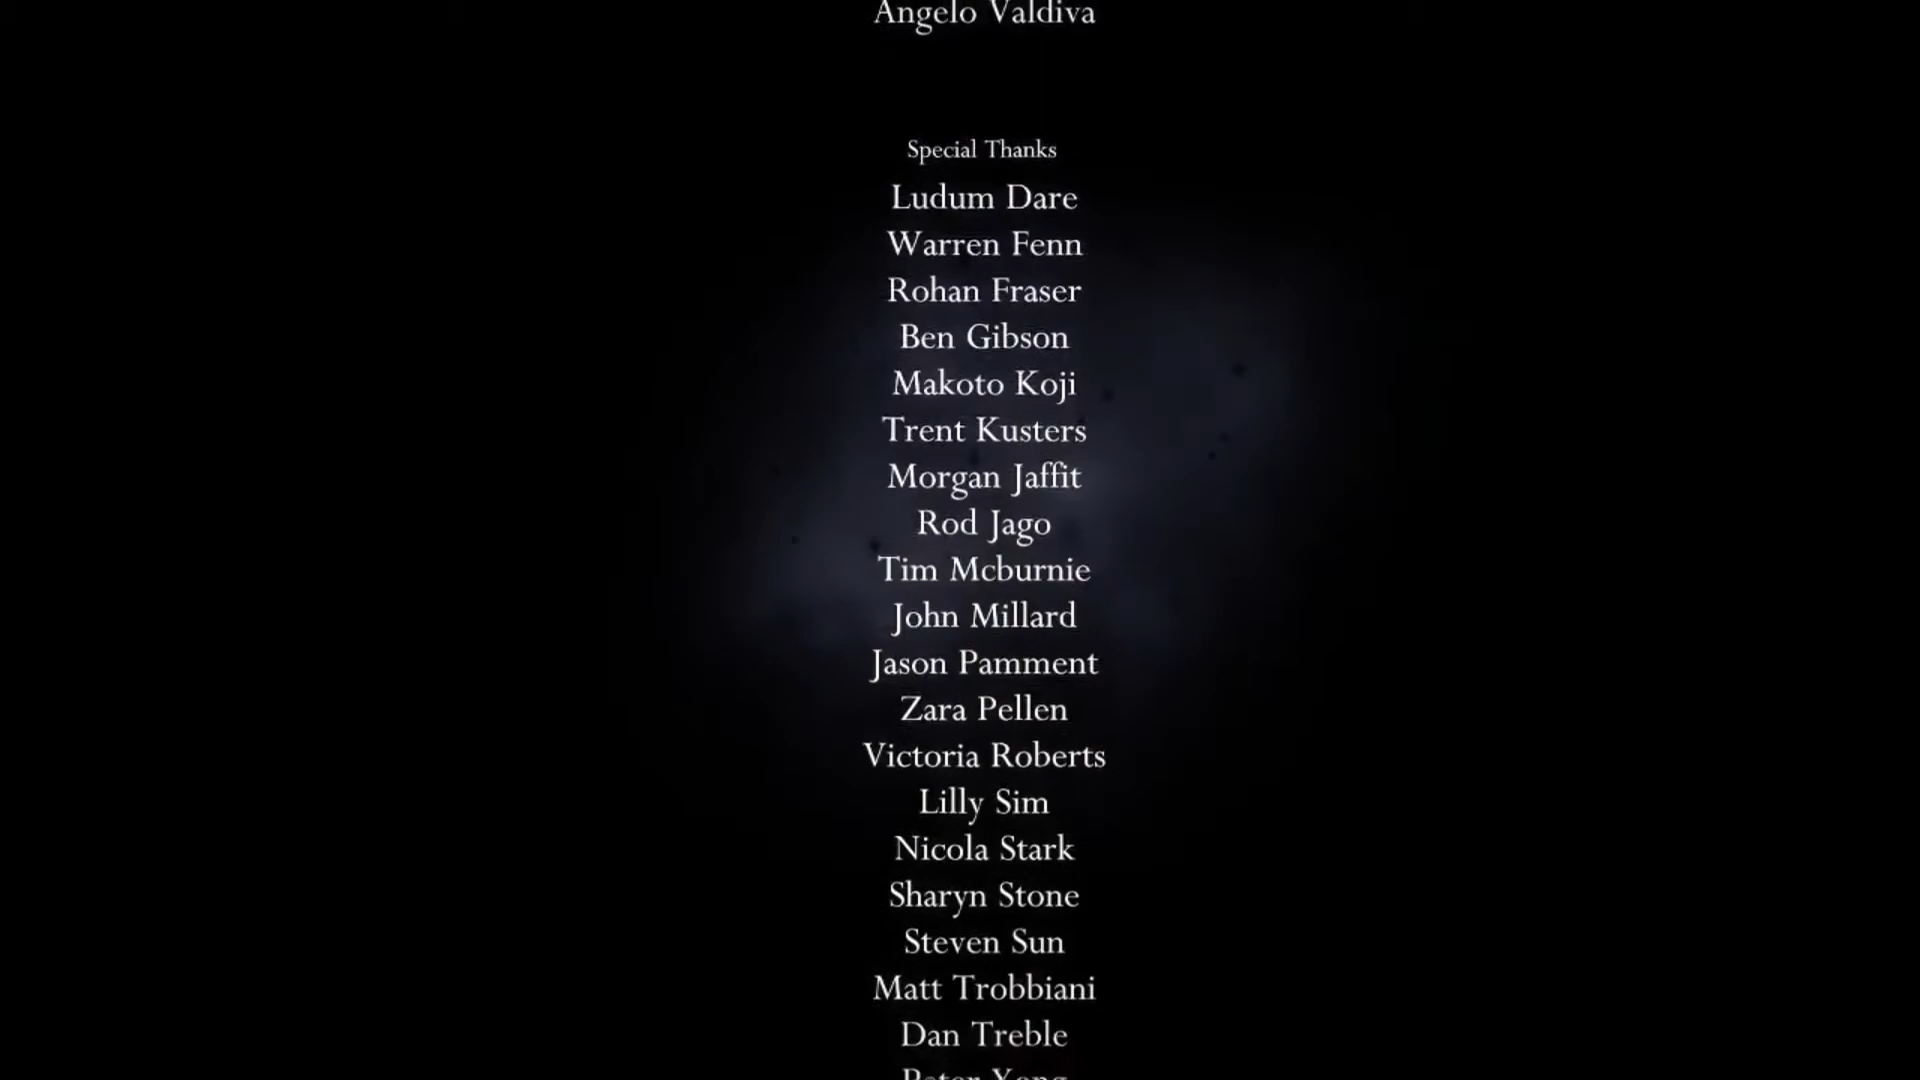 Angelo Valdiva
Special Thanks
Ludum Dare
Warren Fenn
Rohan Fraser
Ben Gibson
Makoto Koji
Trent Kusters
Morgan Jaffit
Rod Jago
Tim Mcburnie
John Millard
Jason Pamment
Zara Pellen
Victoria Roberts
Lilly Sim
Nicola Stark
Sharyn Stone
Steven Sun
Matt Trobbiani
Dan Treble